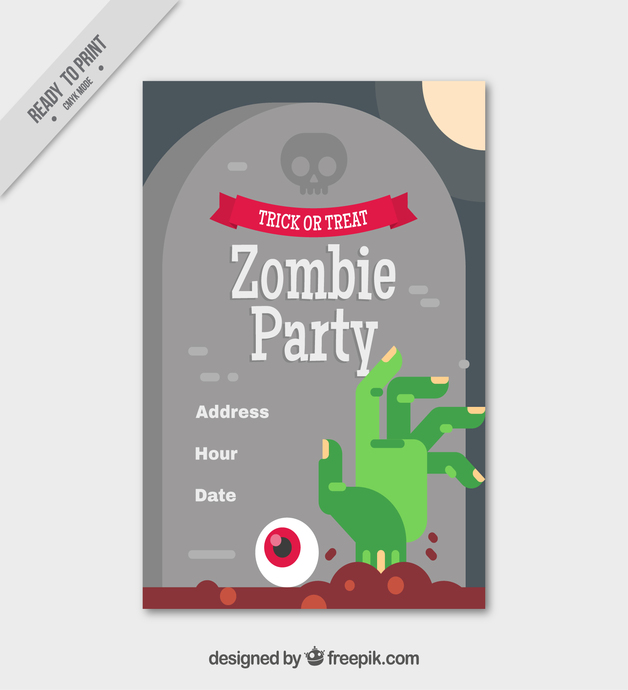 READY TO PRINT
CMYK MODE
TRICK OR TREAT
Zombie
Party
Address
Hour
Date
designed by freepik.com